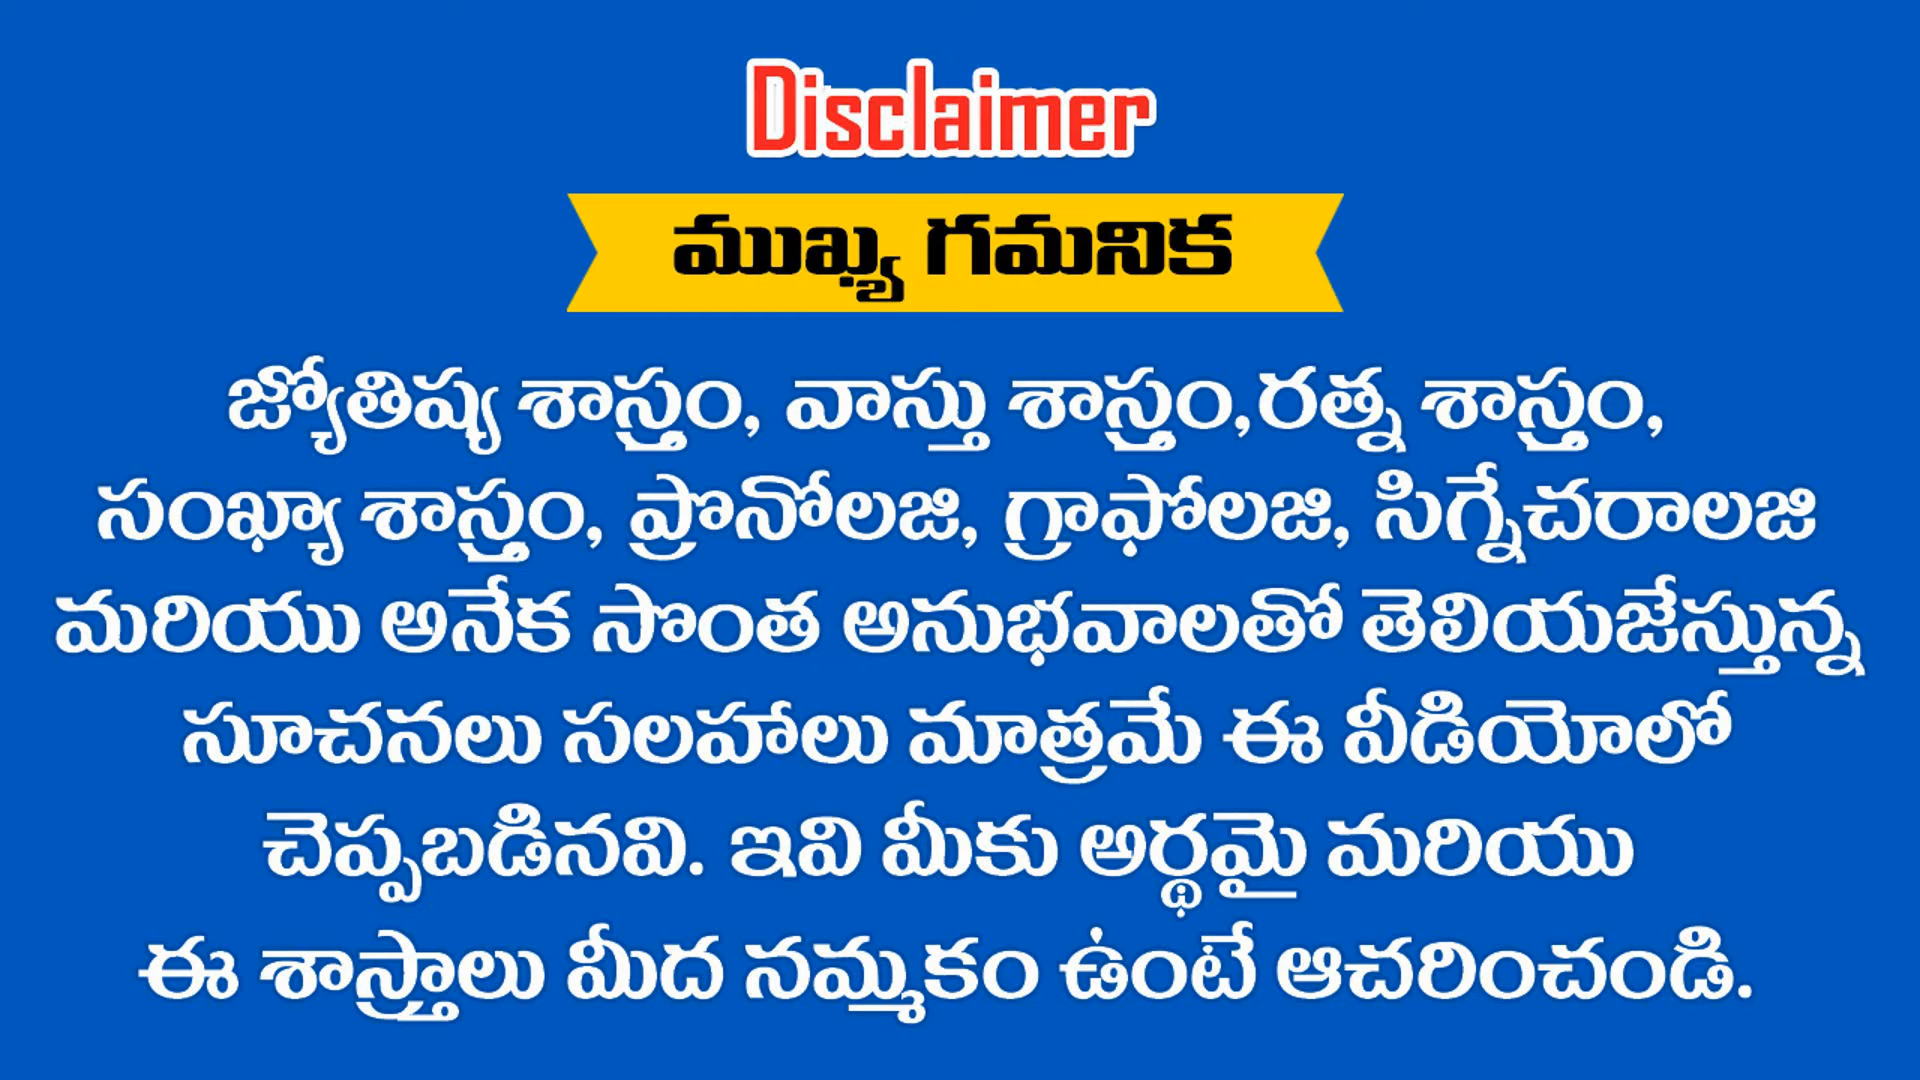 Disclaimer
ముఖ్య గమనిక
జ్యోతిష్య శాస్త్రం, వాస్తు శాస్త్రం,రత్న శాస్త్రం,
సంఖ్యా శాస్త్రం, ప్రొనోలజి, గ్రాఫోలజి, సిగ్నేచరాలజి
మరియు అనేక సొంత అనుభవాలతో తెలియజేస్తున్న
సూచనలు సలహాలు మాత్రమే ఈ వీడియోలో
చెప్పబడినవి. ఇవి మీకు అర్థమై మరియు
ఈ శాస్త్రాలు మీద నమ్మకం ఉంటే ఆచరించండి.